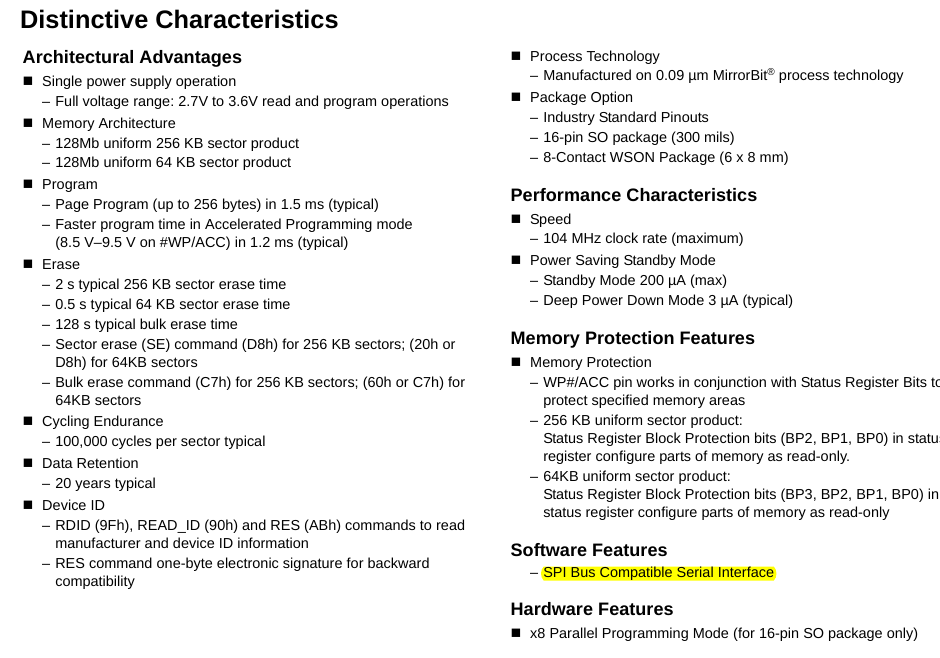 Distinctive Characteristics
Architectural Advantages
■ Single power supply operation
– Full voltage range: 2.7V to 3.6V read and program operations
■ Memory Architecture
– 128Mb uniform 256 KB sector product
– 128Mb uniform 64 KB sector product
■ Program
– Page Program (up to 256 bytes) in 1.5 ms (typical)
– Faster program time in Accelerated Programming mode
(8.5 V–9.5 V on #WP/ACC) in 1.2 ms (typical)
■ Erase
– 2 s typical 256 KB sector erase time
– 0.5 s typical 64 KB sector erase time
– 128 s typical bulk erase time
– Sector erase (SE) command (D8h) for 256 KB sectors; (20h or
D8h) for 64KB sectors
– Bulk erase command (C7h) for 256 KB sectors; (60h or C7h) for
64KB sectors
■ Cycling Endurance
– 100,000 cycles per sector typical
■ Data Retention
– 20 years typical
■ Device ID
– RDID (9Fh), READ_ID (90h) and RES (ABh) commands to read
manufacturer and device ID information
– RES command one-byte electronic signature for backward
compatibility
■ Process Technology
– Manufactured on 0.09 µm MirrorBit® process technology
■ Package Option
– Industry Standard Pinouts
– 16-pin SO package (300 mils)
– 8-Contact WSON Package (6 x 8 mm)
Performance Characteristics
■ Speed
– 104 MHz clock rate (maximum)
■ Power Saving Standby Mode
– Standby Mode 200 µA (max)
– Deep Power Down Mode 3 µA (typical)
Memory Protection Features
■ Memory Protection
– WP#/ACC pin works in conjunction with Status Register Bits to
protect specified memory areas
– 256 KB uniform sector product:
Status Register Block Protection bits (BP2, BP1, BP0) in status
register configure parts of memory as read-only.
– 64KB uniform sector product:
Status Register Block Protection bits (BP3, BP2, BP1, BP0) in
status register configure parts of memory as read-only
Software Features
– SPI Bus Compatible Serial Interface
Hardware Features
■ x8 Parallel Programming Mode (for 16-pin SO package only)